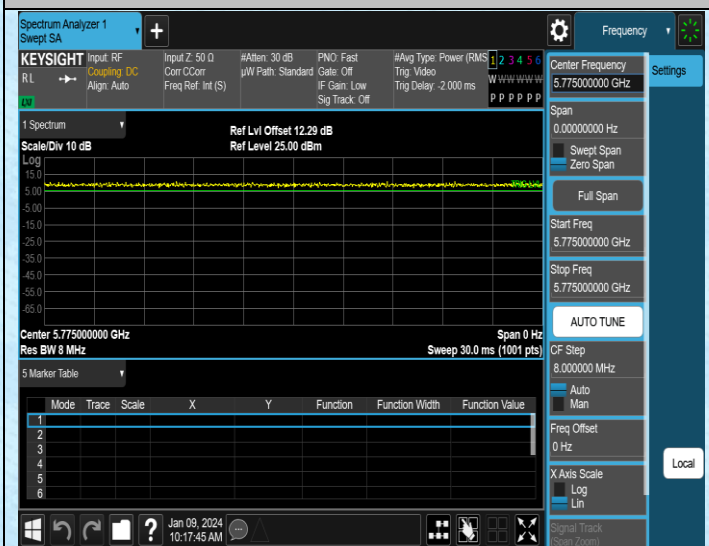 Spectrum Analyzer 1
Swept SA
Frequency
KEYSIGHT
RL
LXI
Input: RF
Coupling: DC
Align: Auto
Input Z: 50 Ω
Corr CCorr
Freq Ref: Int (S)
#Atten: 30 dB
µW Path: Standard
PNO: Fast
Gate: Off
IF Gain: Low
Sig Track: Off
#Avg Type: Power (RMS
Trig: Video
Trig Delay: -2.000 ms
1 2 3 4 5 6
W W W W W W
P P P P P P
1 Spectrum
Scale/Div 10 dB
Ref Lvl Offset 12.29 dB
Ref Level 25.00 dBm
Log
15.0
5.00
-5.00
-15.0
-25.0
-35.0
-45.0
-55.0
-65.0
Center 5.775000000 GHz
Res BW 8 MHz
Span 0 Hz
Sweep 30.0 ms (1001 pts)
5 Marker Table
Mode Trace Scale X Y Function Function Width Function Value
1
2
3
4
5
6
Jan 09, 2024
10:17:45 AM
Center Frequency
5.775000000 GHz
Span
0.00000000 Hz
Swept Span
Zero Span
Full Span
Start Freq
5.775000000 GHz
Stop Freq
5.775000000 GHz
AUTO TUNE
CF Step
8.000000 MHz
Auto
Man
Freq Offset
0 Hz
X Axis Scale
Log
Lin
Signal Track
(Span Zoom)
Settings
Local